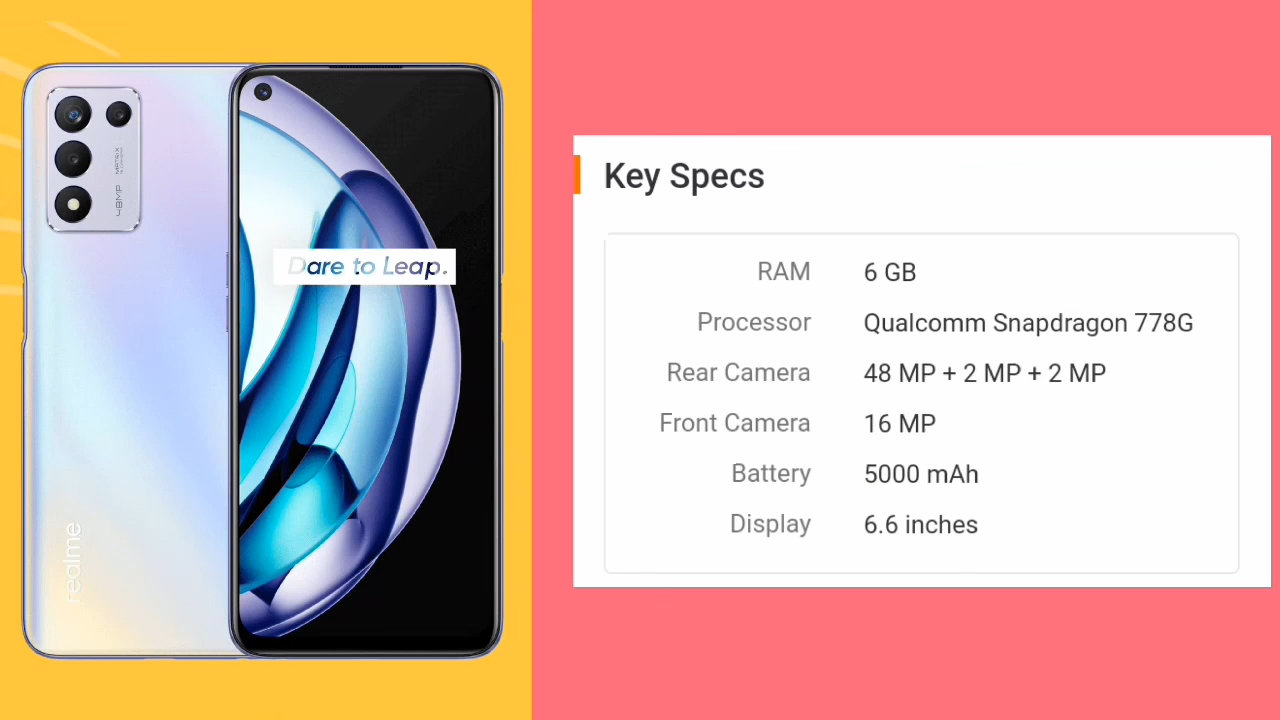 48MP
MATRIX
realme
Dare to Leap.
Key Specs
RAM 6 GB
Processor Qualcomm Snapdragon 778G
Rear Camera 48 MP + 2 MP + 2 MP
Front Camera 16 MP
Battery 5000 mAh
Display 6.6 inches